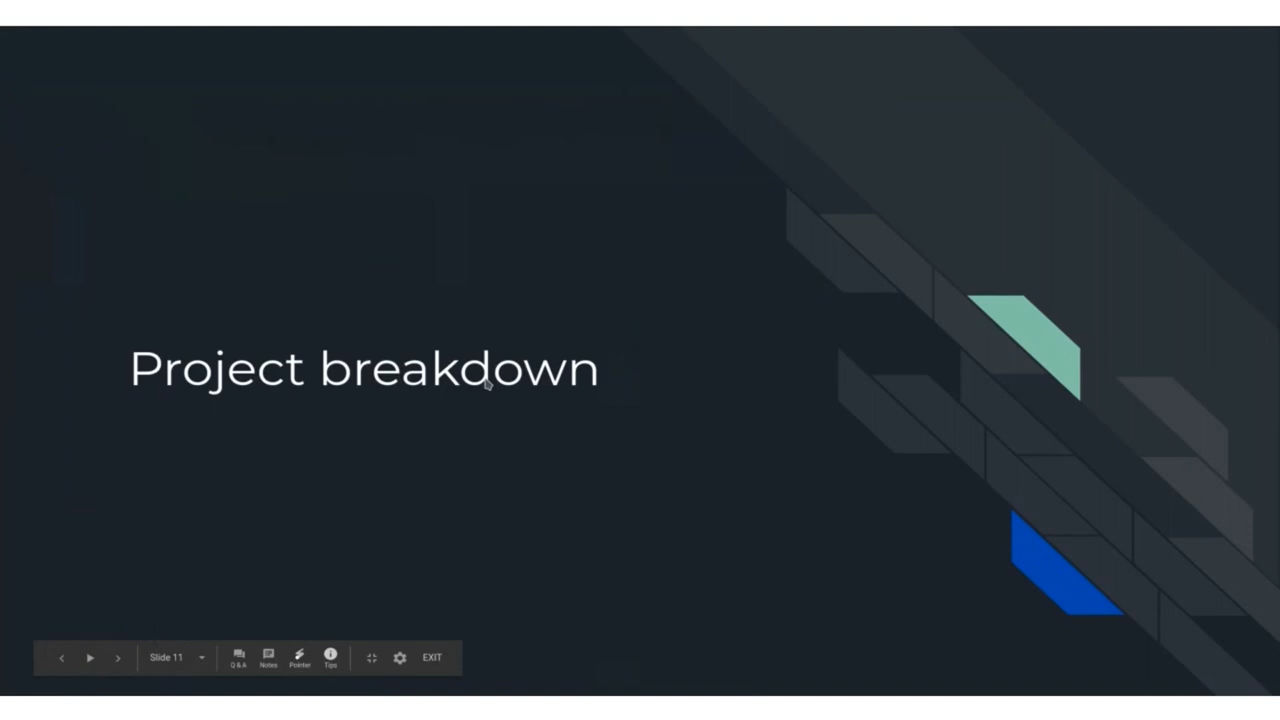 Project breakdown
Slide 11
Q & A
Notes
Pointer
Tips
EXIT